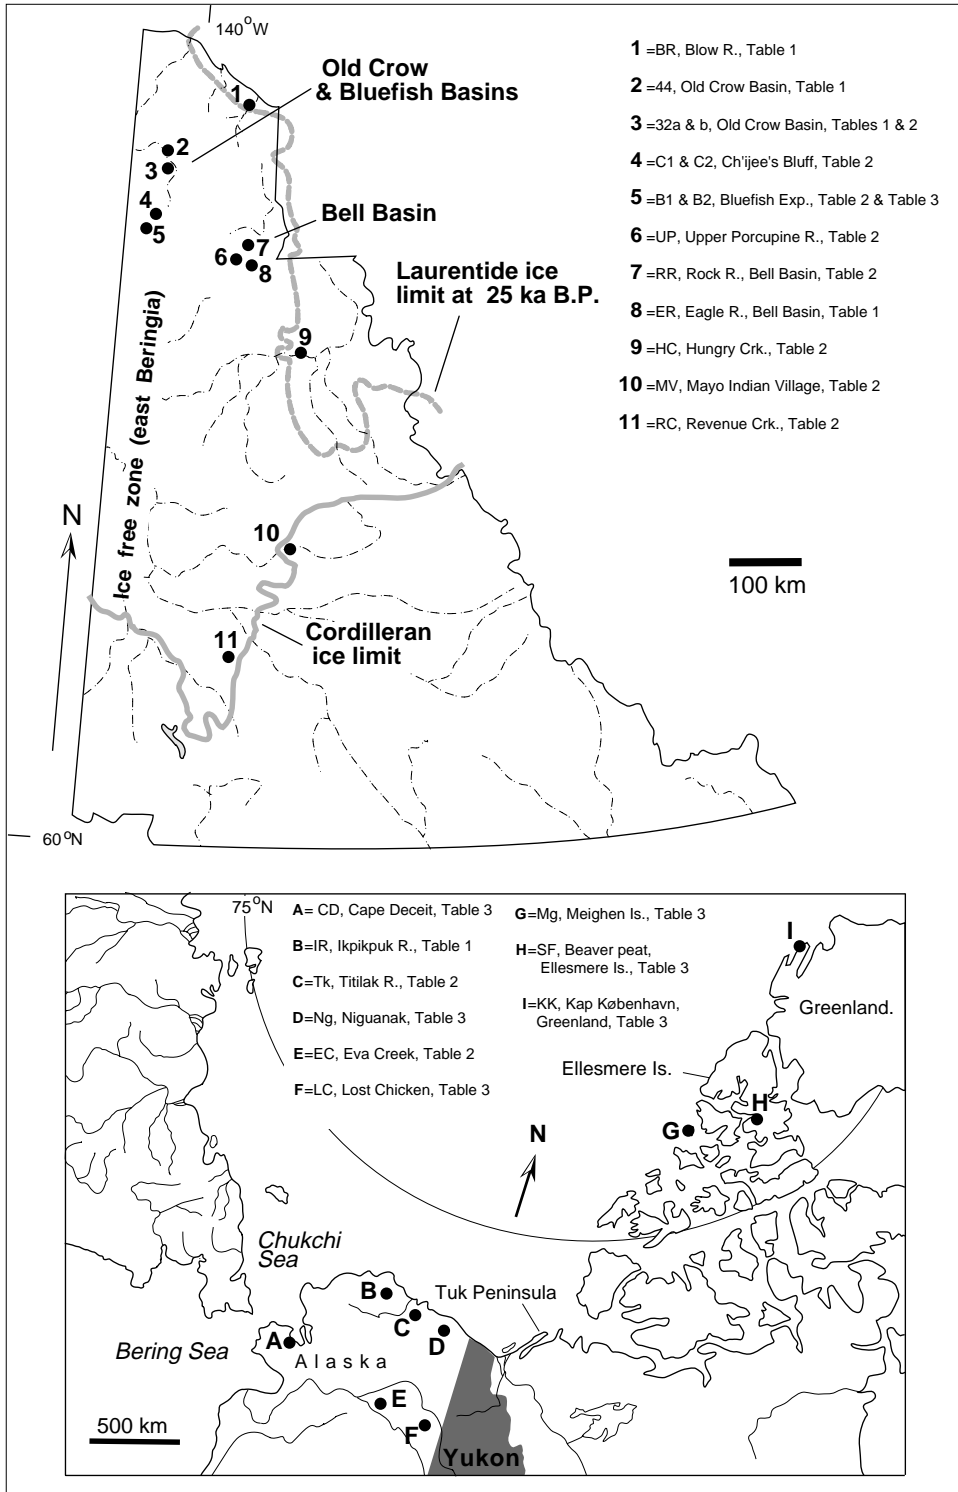 140°W
Old Crow
& Bluefish Basins
1
2
3
4
5
Bell Basin
7
6
8
Laurentide ice
limit at 25 ka B.P.
9
Ice free zone (east Beringia)
N
10
Cordilleran
ice limit
11
60°N
1 =BR, Blow R., Table 1
2 =44, Old Crow Basin, Table 1
3 =32a & b, Old Crow Basin, Tables 1 & 2
4 =C1 & C2, Ch'ijee's Bluff, Table 2
5 =B1 & B2, Bluefish Exp., Table 2 & Table 3
6 =UP, Upper Porcupine R., Table 2
7 =RR, Rock R., Bell Basin, Table 2
8 =ER, Eagle R., Bell Basin, Table 1
9 =HC, Hungry Crk., Table 2
10 =MV, Mayo Indian Village, Table 2
11 =RC, Revenue Crk., Table 2
100 km
75°N
A= CD, Cape Deceit, Table 3
B=IR, Ikpikpuk R., Table 1
C=Tk, Titilak R., Table 2
D=Ng, Niguanak, Table 3
E=EC, Eva Creek, Table 2
F=LC, Lost Chicken, Table 3
G=Mg, Meighen Is., Table 3
H=SF, Beaver peat,
Ellesmere Is., Table 3
I=KK, Kap København,
Greenland, Table 3
I
Greenland.
Ellesmere Is.
H
G
N
Chukchi
Sea
B
Tuk Peninsula
C
D
A
Bering Sea
Alaska
E
F
500 km
Yukon